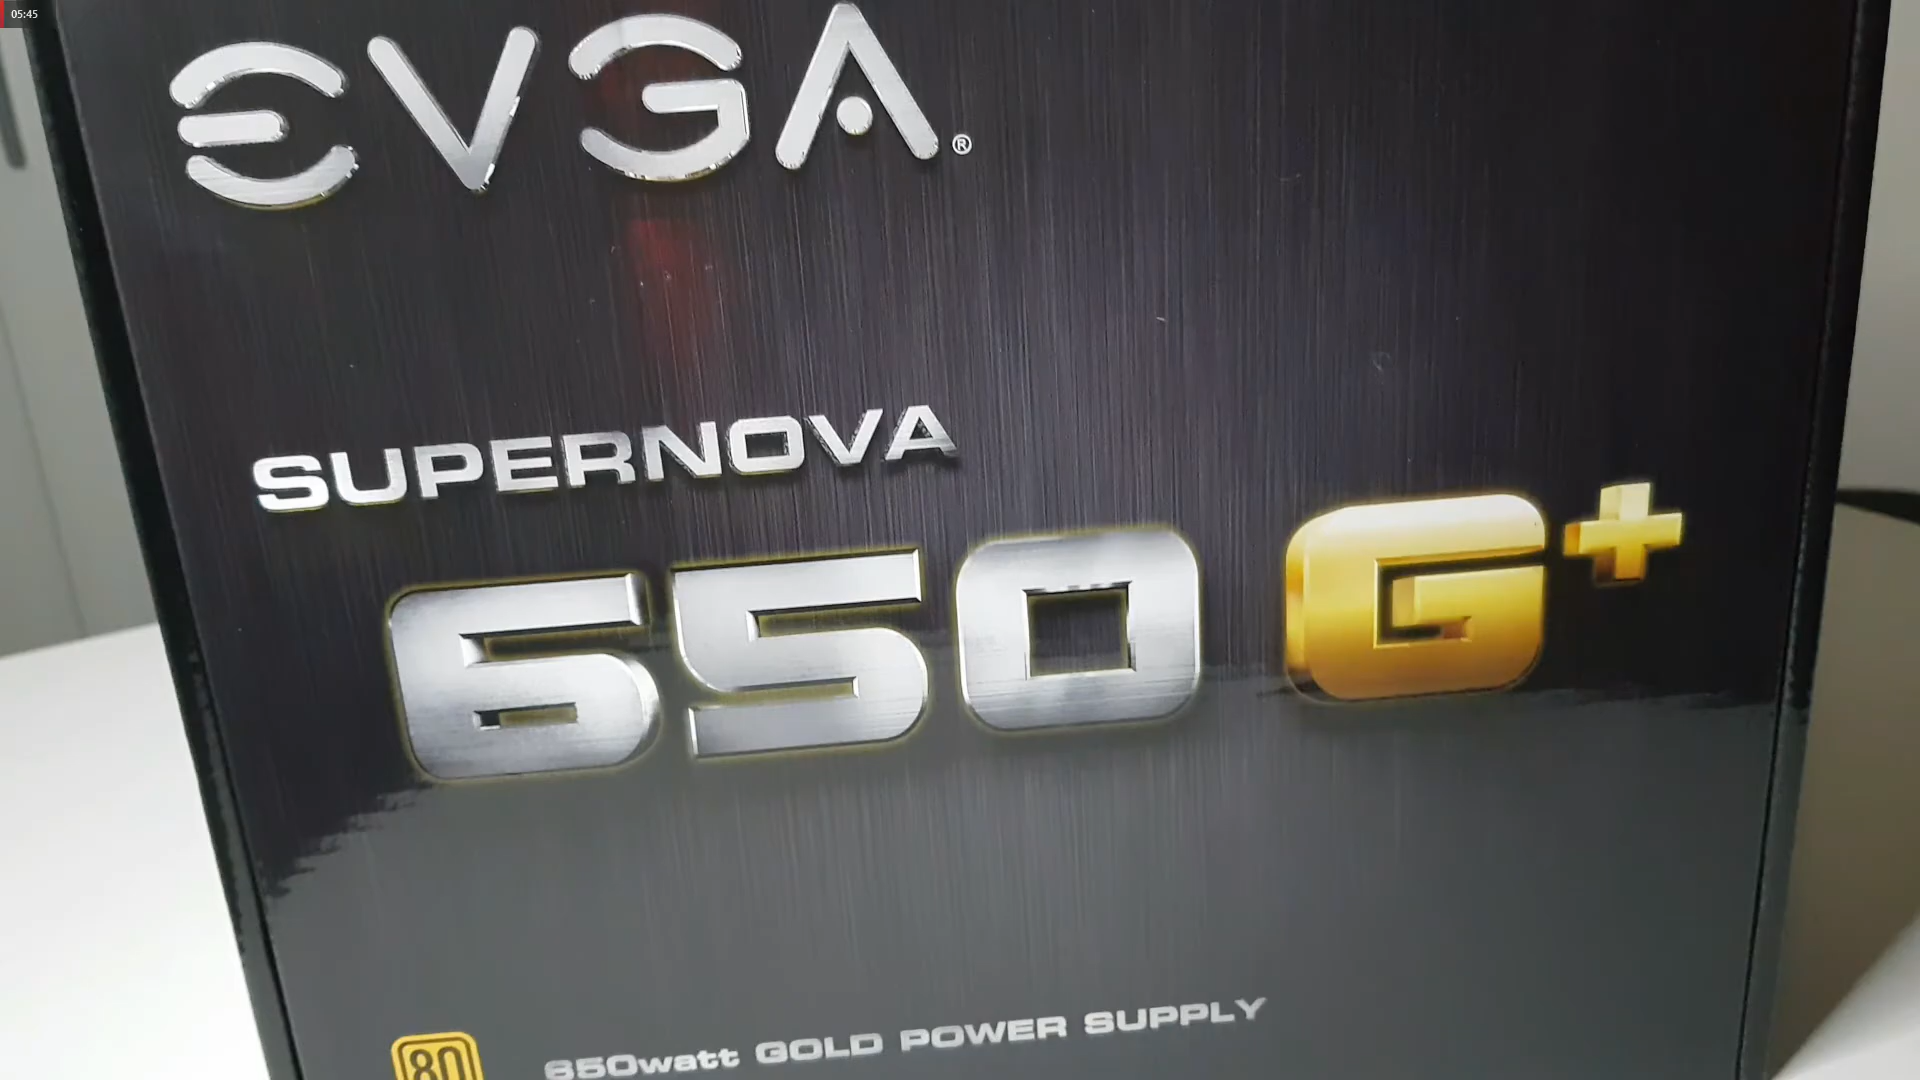 05:45
EVGA®
SUPERNOVA
650 G+
80
650watt GOLD POWER SUPPLY